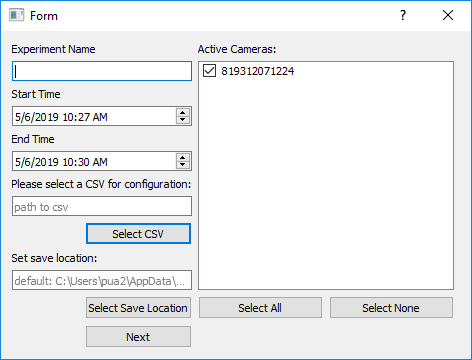 Form
?
Experiment Name
Start Time
5/6/2019 10:27 AM
End Time
5/6/2019 10:30 AM
Please select a CSV for configuration:
path to csv
Select CSV
Set save location:
default: C:\Users\pua2\AppData\...
Select Save Location
Next
Active Cameras:
819312071224
Select All
Select None